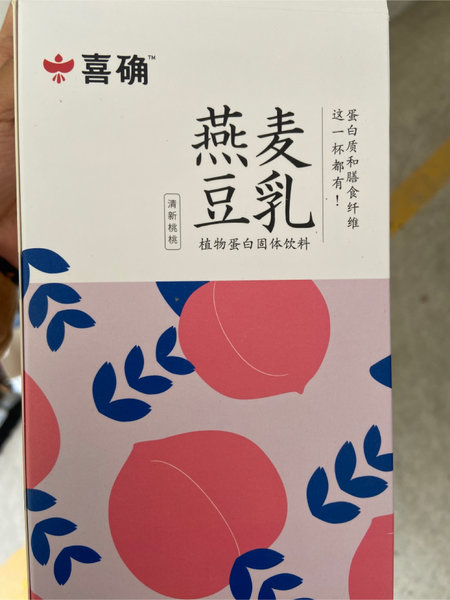 喜确™
蛋白质和膳食纤维
这一杯都有！
燕麦
豆乳
清新桃桃
植物蛋白固体饮料